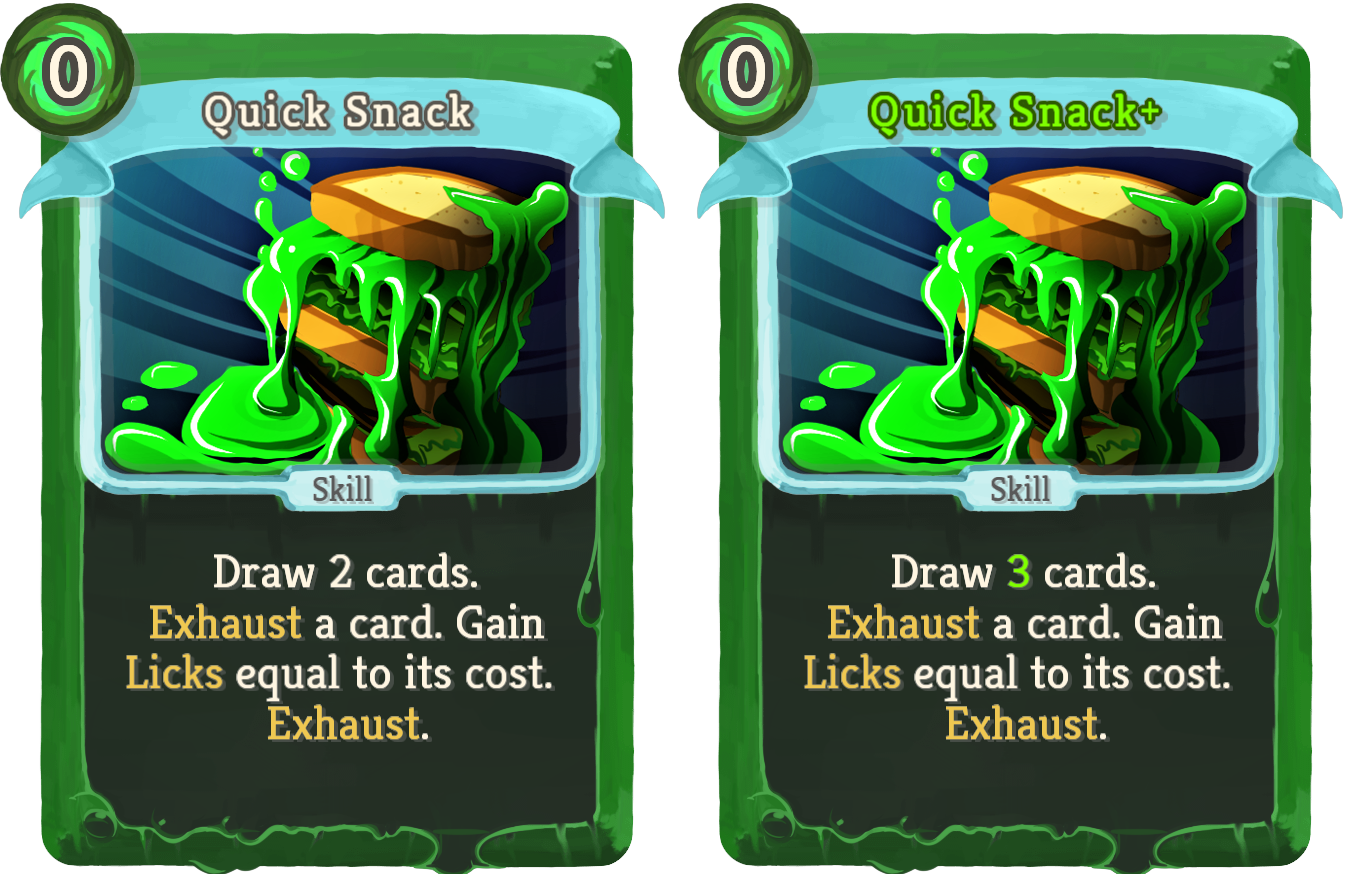 0
Quick Snack
Skill
Draw 2 cards.
Exhaust a card. Gain
Licks equal to its cost.
Exhaust.
0
Quick Snack+
Skill
Draw 3 cards.
Exhaust a card. Gain
Licks equal to its cost.
Exhaust.